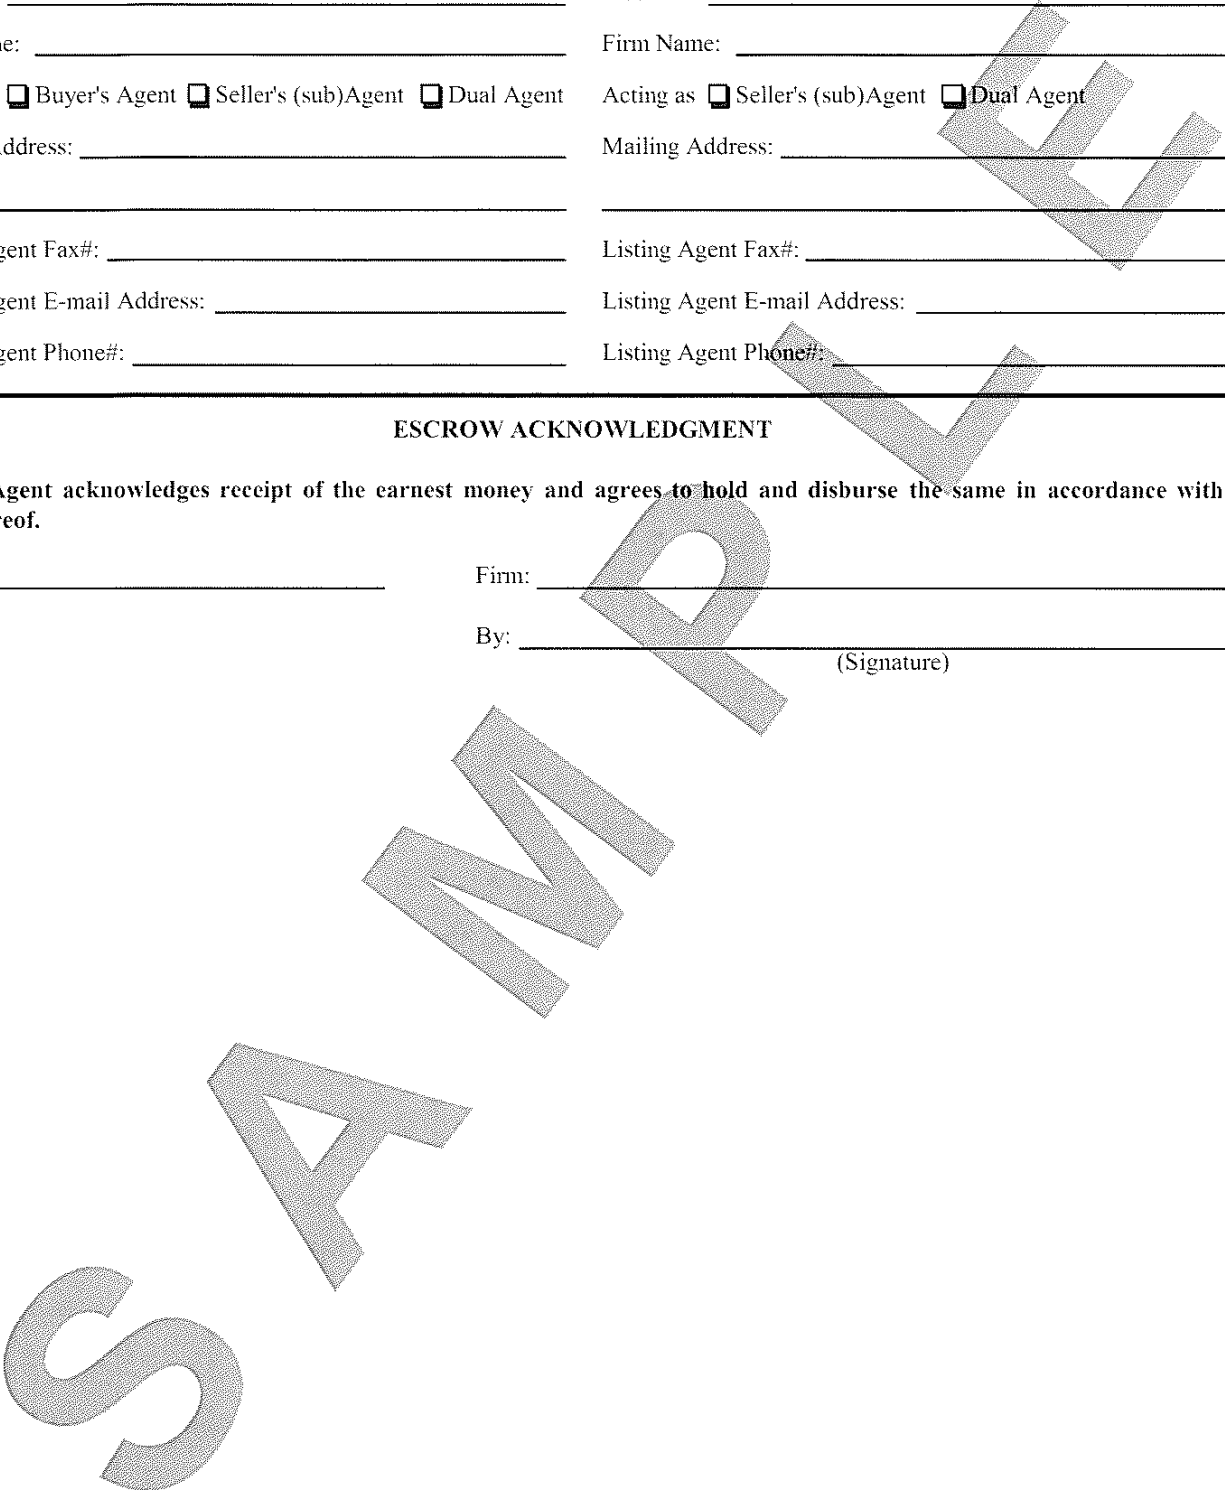 e: Firm Name:
Buyer's Agent Seller's (sub)Agent Dual Agent Acting as Seller's (sub)Agent Dual Agent
ddress: Mailing Address:
gent Fax#: Listing Agent Fax#:
gent E-mail Address: Listing Agent E-mail Address:
gent Phone#: Listing Agent Phone#:
ESCROW ACKNOWLEDGMENT
Agent acknowledges receipt of the earnest money and agrees to hold and disburse the same in accordance with
eof.
Firm:
By:
(Signature)
SAMPLE